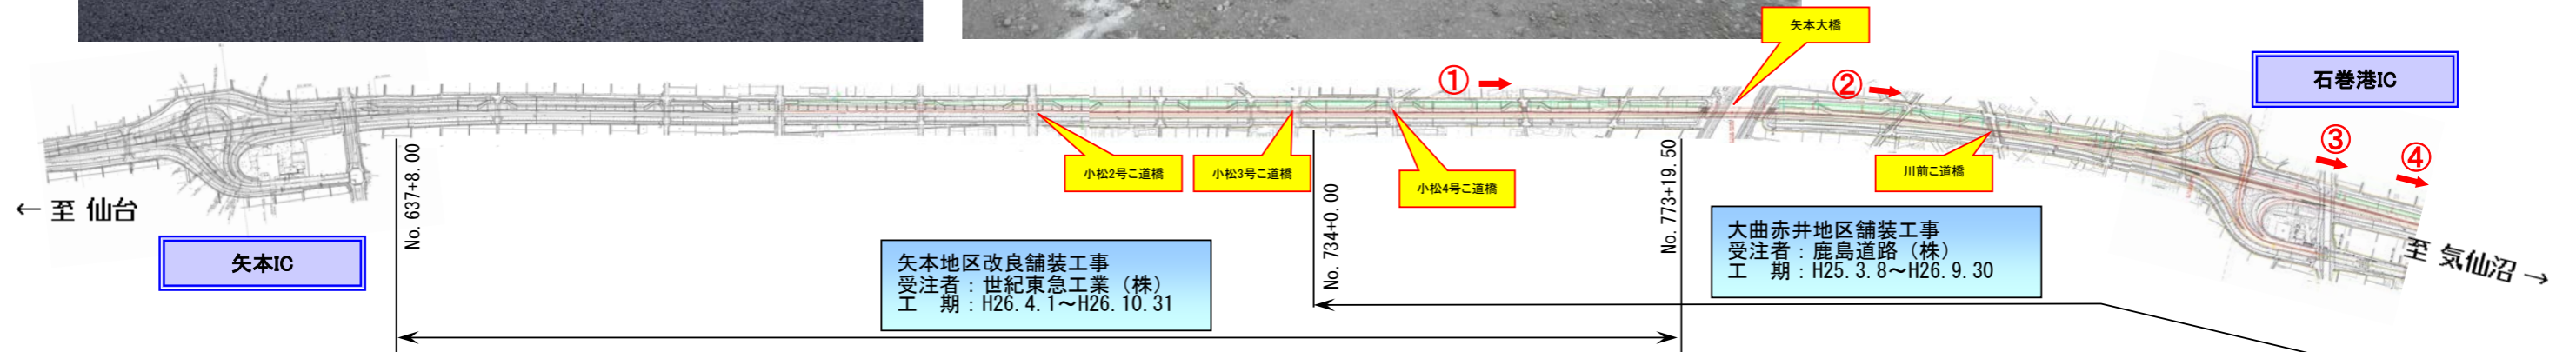 矢本大橋
①
②
石巻港IC
③
④
小松2号こ道橋
小松3号こ道橋
小松4号こ道橋
川前こ道橋
← 至 仙台
No. 637+8. 00
No. 734+0. 00
No. 773+19. 50
矢本IC
矢本地区改良舗装工事
受注者：世紀東急工業（株）
工　期：H26. 4. 1～H26. 10. 31
大曲赤井地区舗装工事
受注者：鹿島道路（株）
工　期：H25. 3. 8～H26. 9. 30
至 気仙沼 →